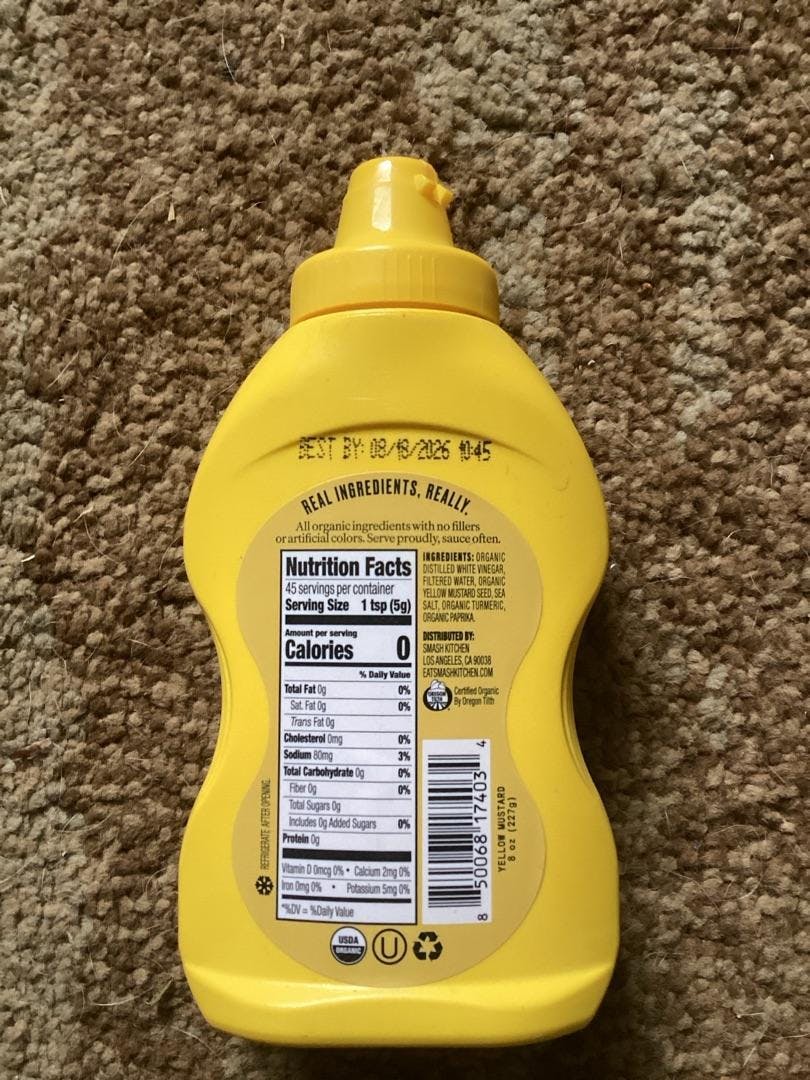 BEST BY: 08/18/2026 10:45
REAL INGREDIENTS, REALLY.
All organic ingredients with no fillers
or artificial colors. Serve proudly, sauce often.
Nutrition Facts
45 servings per container
Serving Size 1 tsp (5g)
Amount per serving
Calories 0
% Daily Value
Total Fat 0g 0%
Sat. Fat 0g 0%
Trans Fat 0g
Cholesterol 0mg 0%
Sodium 80mg 3%
Total Carbohydrate 0g 0%
Fiber 0g 0%
Total Sugars 0g
Includes 0g Added Sugars 0%
Protein 0g
Vitamin D 0mcg 0% • Calcium 2mg 0%
Iron 0mg 0% • Potassium 5mg 0%
*%DV = %Daily Value
INGREDIENTS: ORGANIC
DISTILLED WHITE VINEGAR,
FILTERED WATER, ORGANIC
YELLOW MUSTARD SEED, SEA
SALT, ORGANIC TURMERIC,
ORGANIC PAPRIKA.
DISTRIBUTED BY:
SMASH KITCHEN
LOS ANGELES, CA 90038
EATSMASHKITCHEN.COM
OREGON
TILTH
Certified Organic
By Oregon Tilth
8 50068 17403 4
YELLOW MUSTARD
8 oz (227g)
REFRIGERATE AFTER OPENING.
USDA
ORGANIC
U